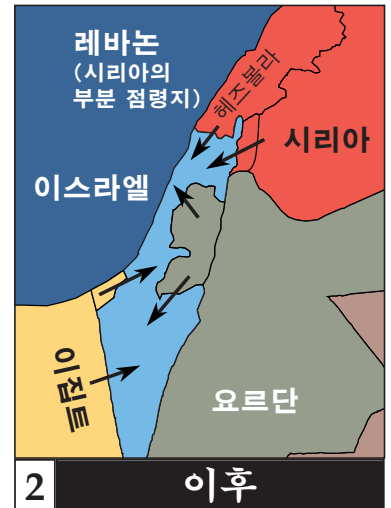 레바논
(시리아의
부분 점령지)
헤즈볼라
시리아
이스라엘
이집트
요르단
2 이후